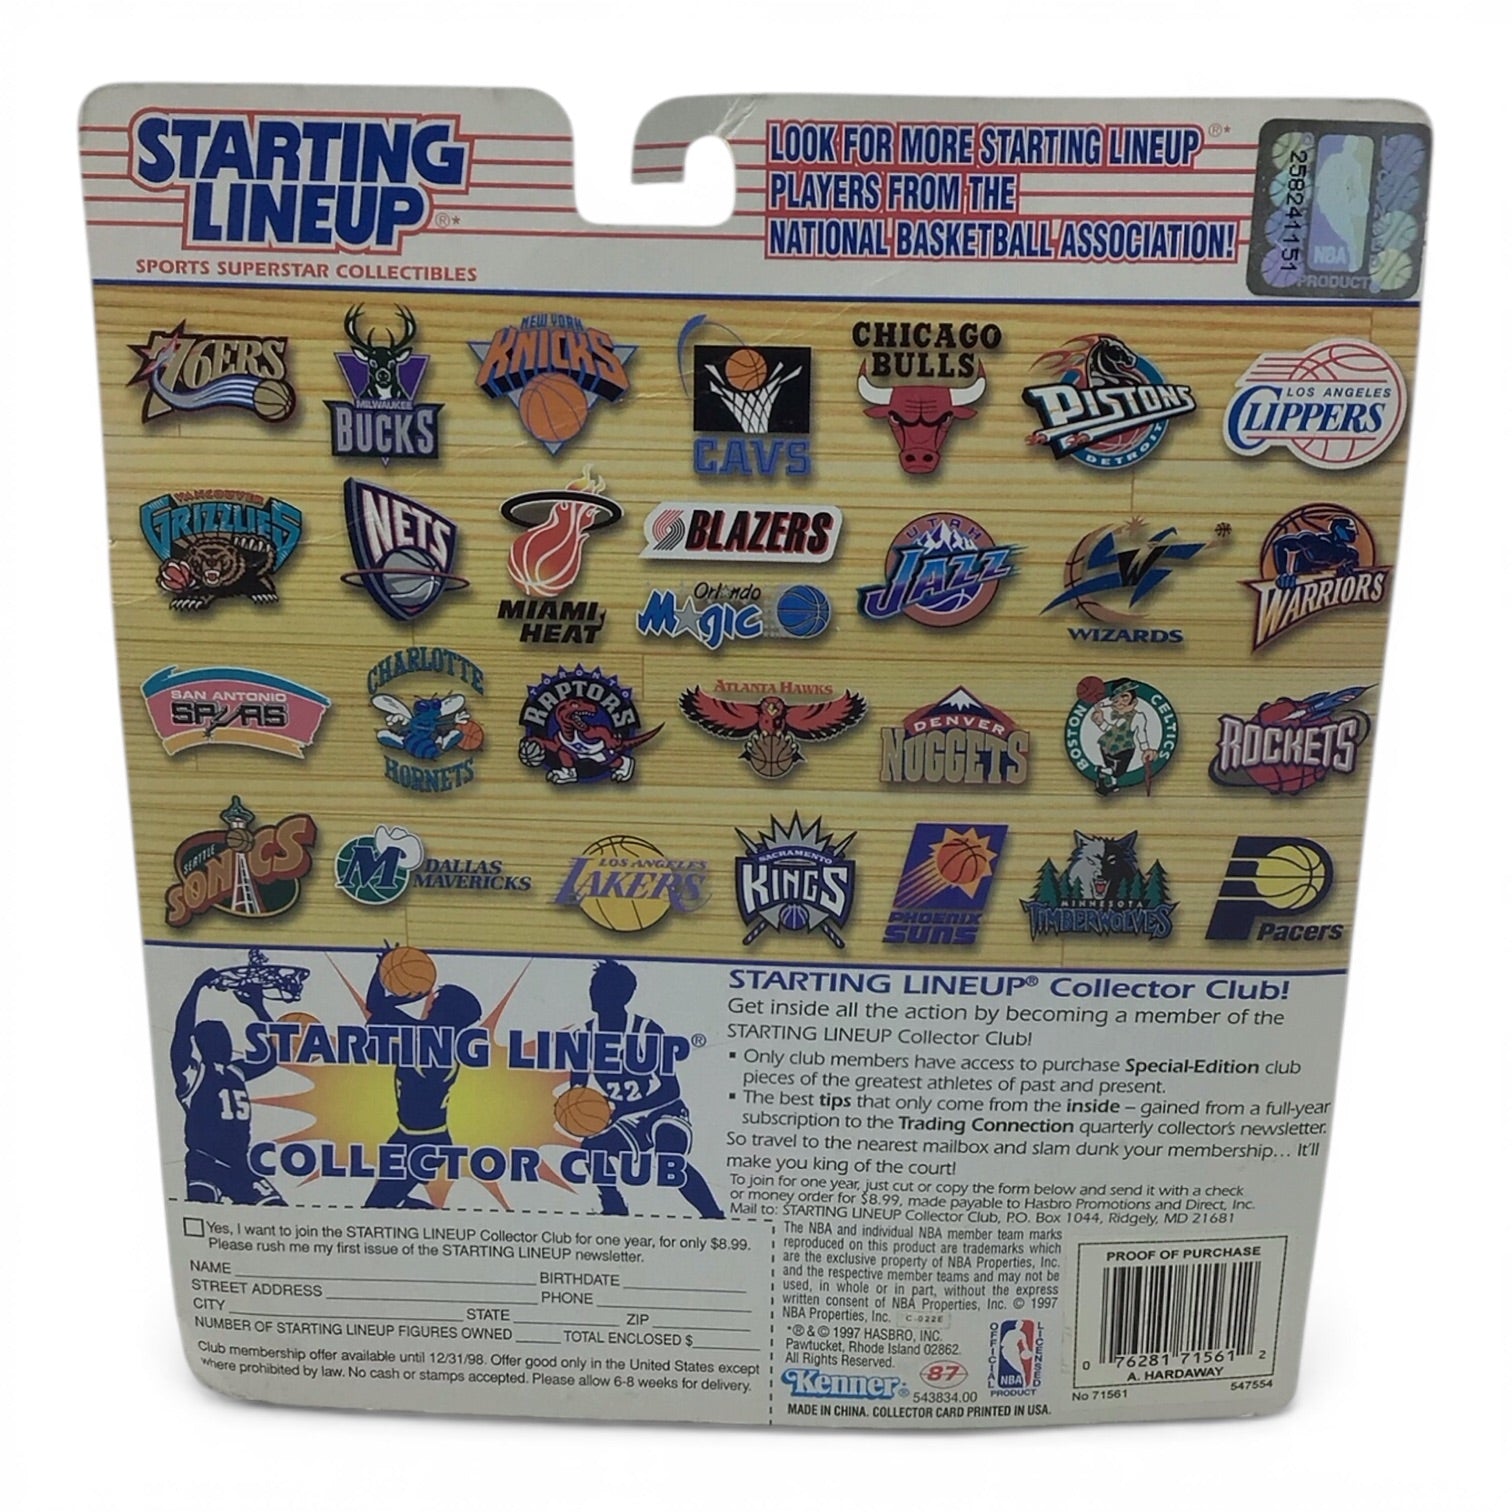 STARTING
LINEUP®*
SPORTS SUPERSTAR COLLECTIBLES
LOOK FOR MORE STARTING LINEUP®*
PLAYERS FROM THE
NATIONAL BASKETBALL ASSOCIATION!
258241151
NBA
PRODUCT
76ERS
MILWAUKEE
BUCKS
NEW YORK
KNICKS
CAVS
CHICAGO
BULLS
PISTONS
DETROIT
LOS ANGELES
CLIPPERS
VANCOUVER
GRIZZLIES
NETS
MIAMI
HEAT
BLAZERS
Orlando
Magic
UTAH
JAZZ
WIZARDS
WARRIORS
SAN ANTONIO
SPURS
CHARLOTTE
HORNETS
TORONTO
RAPTORS
ATLANTA HAWKS
DENVER
NUGGETS
BOSTON
CELTICS
ROCKETS
SEATTLE
SONICS
M
DALLAS
MAVERICKS
LOS ANGELES
LAKERS
SACRAMENTO
KINGS
PHOENIX
SUNS
MINNESOTA
TIMBERWOLVES
Pacers
STARTING LINEUP®
COLLECTOR CLUB
15
22
STARTING LINEUP® Collector Club!
Get inside all the action by becoming a member of the
STARTING LINEUP Collector Club!
▪ Only club members have access to purchase Special-Edition club
pieces of the greatest athletes of past and present.
▪ The best tips that only come from the inside – gained from a full-year
subscription to the Trading Connection quarterly collector's newsletter.
So travel to the nearest mailbox and slam dunk your membership... It'll
make you king of the court!
To join for one year, just cut or copy the form below and send it with a check
or money order for $8.99, made payable to Hasbro Promotions and Direct, Inc.
Mail to: STARTING LINEUP Collector Club, P.O. Box 1044, Ridgely, MD 21681
Yes, I want to join the STARTING LINEUP Collector Club for one year, for only $8.99.
Please rush me my first issue of the STARTING LINEUP newsletter.
NAME BIRTHDATE
STREET ADDRESS PHONE
CITY STATE ZIP
NUMBER OF STARTING LINEUP FIGURES OWNED TOTAL ENCLOSED $
Club membership offer available until 12/31/98. Offer good only in the United States except
where prohibited by law. No cash or stamps accepted. Please allow 6-8 weeks for delivery.
The NBA and individual NBA member team marks
reproduced on this product are trademarks which
are the exclusive property of NBA Properties, Inc.
and the respective member teams and may not be
used, in whole or in part, without the express
written consent of NBA Properties, Inc. © 1997
NBA Properties, Inc. C-022E
*® & © 1997 HASBRO, INC.
Pawtucket, Rhode Island 02862.
All Rights Reserved.
87
Kenner® 543834.00
MADE IN CHINA. COLLECTOR CARD PRINTED IN USA.
OFFICIAL
LICENSED
NBA
PRODUCT
PROOF OF PURCHASE
0 76281 71561 2
A. HARDAWAY
No 71561
547554